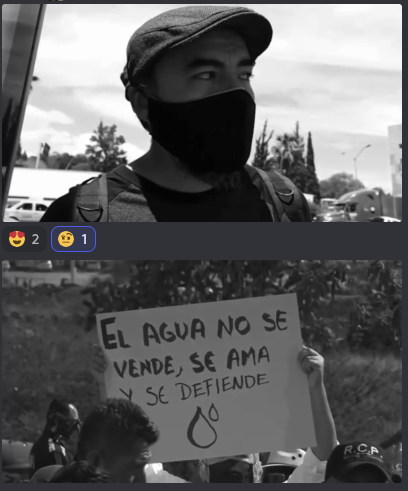 2
1
EL AGUA NO SE
VENDE, SE AMA
Y SE DEFIENDE
R.C.P.